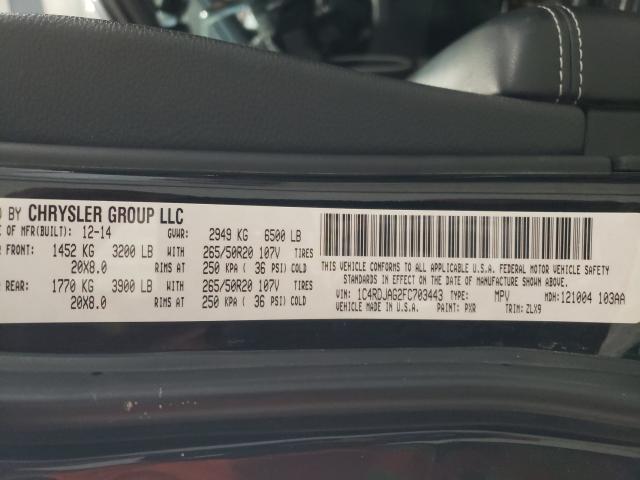 D BY CHRYSLER GROUP LLC
E OF MFR(BUILT): 12-14 GVWR: 2949 KG 6500 LB
FRONT: 1452 KG 3200 LB WITH 265/50R20 107V TIRES
20X8.0 RIMS AT 250 KPA ( 36 PSI) COLD
REAR: 1770 KG 3900 LB WITH 265/50R20 107V TIRES
20X8.0 RIMS AT 250 KPA ( 36 PSI) COLD
THIS VEHICLE CONFORMS TO ALL APPLICABLE U.S.A. FEDERAL MOTOR VEHICLE SAFETY
STANDARDS IN EFFECT ON THE DATE OF MANUFACTURE SHOWN ABOVE.
VIN: 1C4RDJAG2FC703443 TYPE: MPV MDH:121004 103AA
VEHICLE MADE IN U.S.A. PAINT: PXR TRIM: ZLX9